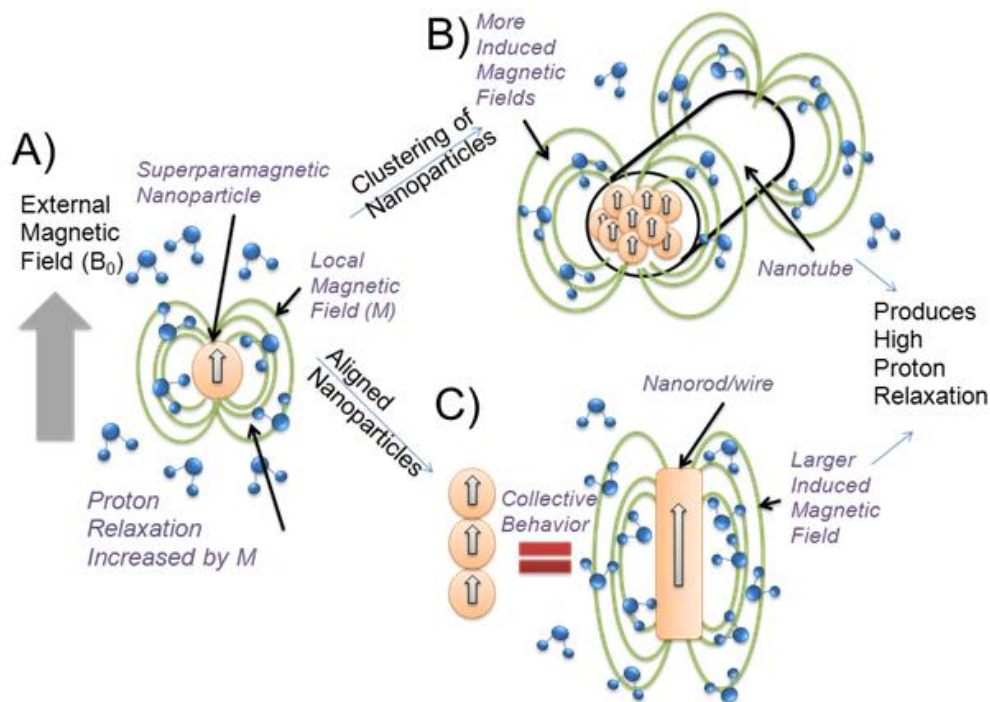 A)
External
Magnetic
Field (B₀)
Superparamagnetic
Nanoparticle
Local
Magnetic
Field (M)
Proton
Relaxation
Increased by M
Clustering of
Nanoparticles
Aligned
Nanoparticles
B)
More
Induced
Magnetic
Fields
Nanotube
Produces
High
Proton
Relaxation
C)
Collective
Behavior
Nanorod/wire
Larger
Induced
Magnetic
Field